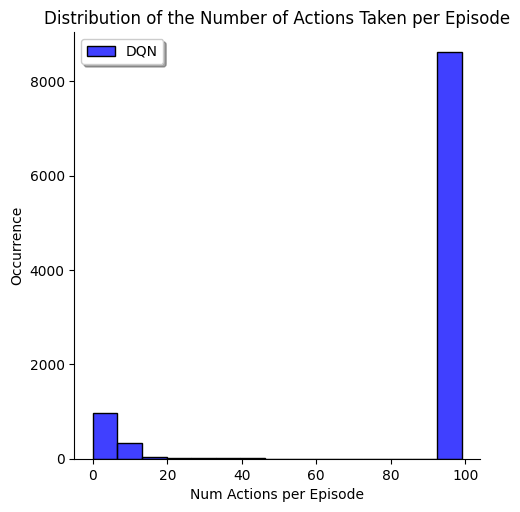 Distribution of the Number of Actions Taken per Episode
DQN
8000
6000
4000
2000
0
Occurrence
0 20 40 60 80 100
Num Actions per Episode